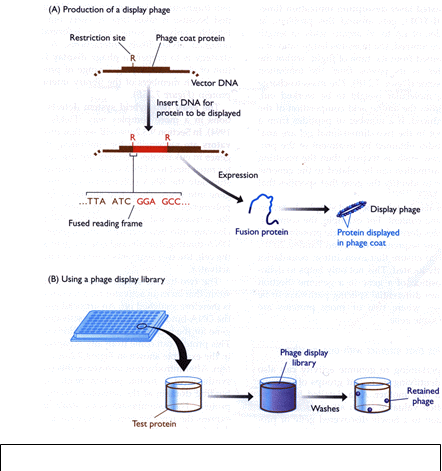 (A) Production of a display phage
Restriction site
Phage coat protein
R
Vector DNA
Insert DNA for
protein to be displayed
R R
Expression
...TTA ATC GGA GCC...
Fused reading frame
Fusion protein
Display phage
Protein displayed
in phage coat
(B) Using a phage display library
Phage display
library
Retained
phage
Washes
Test protein